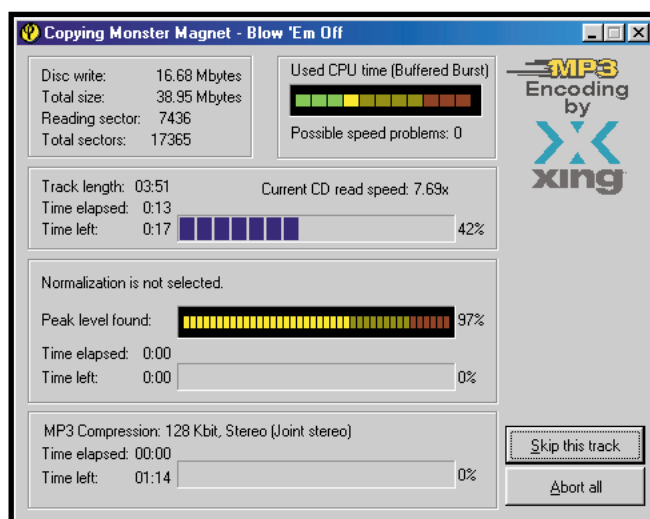 Copying Monster Magnet - Blow 'Em Off
Disc write: 16.68 Mbytes
Total size: 38.95 Mbytes
Reading sector: 7436
Total sectors: 17365
Used CPU time (Buffered Burst)
Possible speed problems: 0
MP3
Encoding
by
xing
Track length: 03:51 Current CD read speed: 7.69x
Time elapsed: 0:13
Time left: 0:17 42%
Normalization is not selected.
Peak level found: 97%
Time elapsed: 0:00
Time left: 0:00 0%
MP3 Compression: 128 Kbit, Stereo (Joint stereo)
Time elapsed: 00:00
Time left: 01:14 0%
Skip this track
Abort all